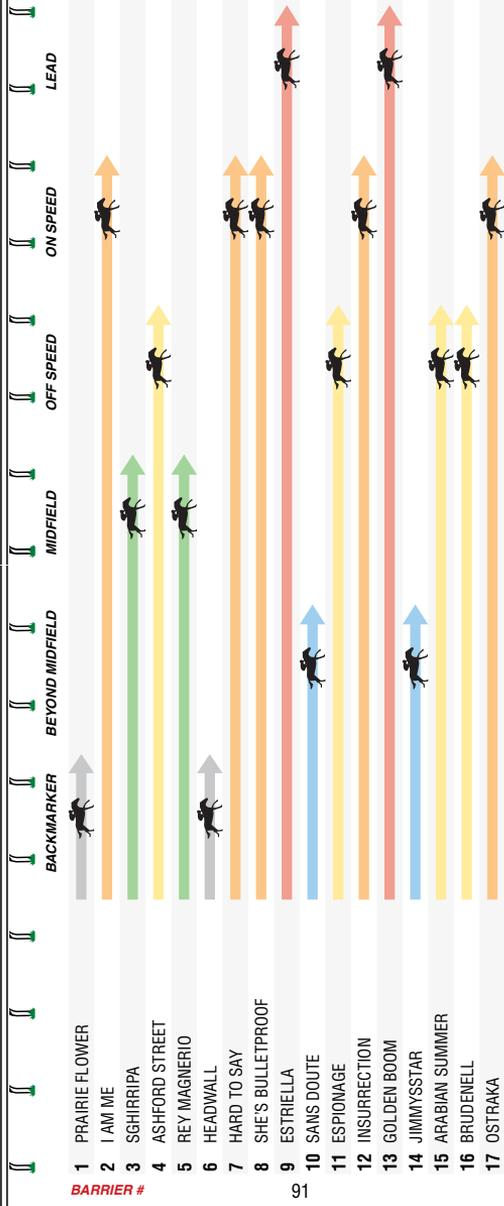 BACKMARKER
BEYOND MIDFIELD
MIDFIELD
OFF SPEED
ON SPEED
LEAD
1 PRAIRIE FLOWER
2 I AM ME
3 SGHIRRIPA
4 ASHFORD STREET
5 REY MAGNERIO
6 HEADWALL
7 HARD TO SAY
8 SHE'S BULLETPROOF
9 ESTRIELLA
10 SANS DOUTE
11 ESPIONAGE
12 INSURRECTION
13 GOLDEN BOOM
14 JIMMYSSTAR
15 ARABIAN SUMMER
16 BRUDENELL
17 OSTRAKA
BARRIER #
91